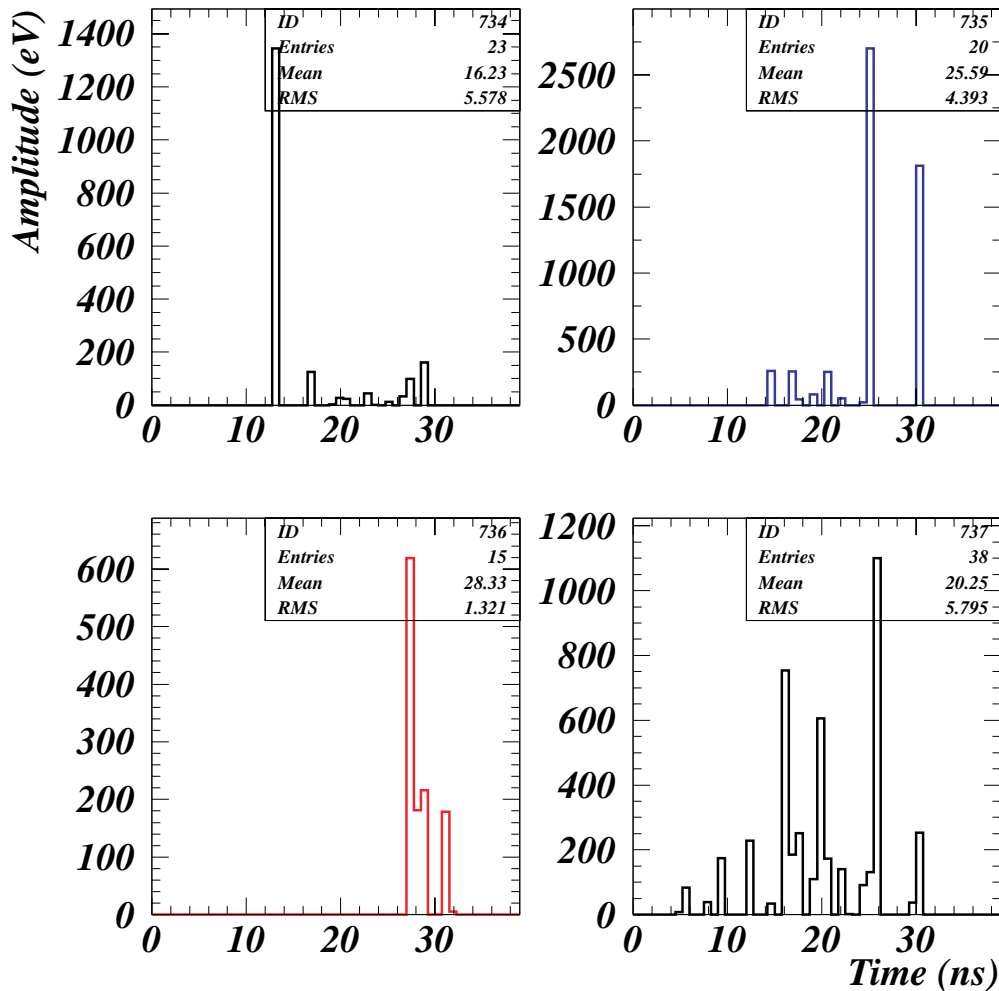 Amplitude (eV)
ID 734
Entries 23
Mean 16.23
RMS 5.578
1400
1200
1000
800
600
400
200
0
0 10 20 30
ID 735
Entries 20
Mean 25.59
RMS 4.393
2500
2000
1500
1000
500
0
0 10 20 30
ID 736
Entries 15
Mean 28.33
RMS 1.321
600
500
400
300
200
100
0
0 10 20 30
ID 737
Entries 38
Mean 20.25
RMS 5.795
1200
1000
800
600
400
200
0
0 10 20 30
Time (ns)